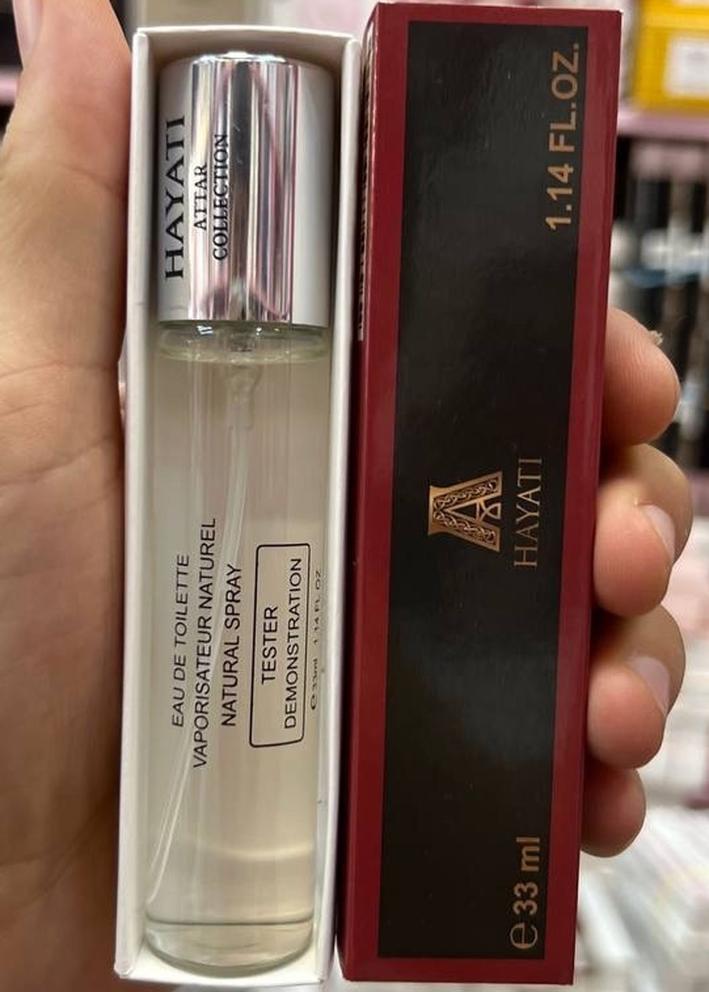 HAYATI
ATTAR
COLLECTION
EAU DE TOILETTE
VAPORISATEUR NATUREL
NATURAL SPRAY
TESTER
DEMONSTRATION
e 33ml 1.14 FL OZ
1.14 FL.OZ.
A
HAYATI
e 33 ml